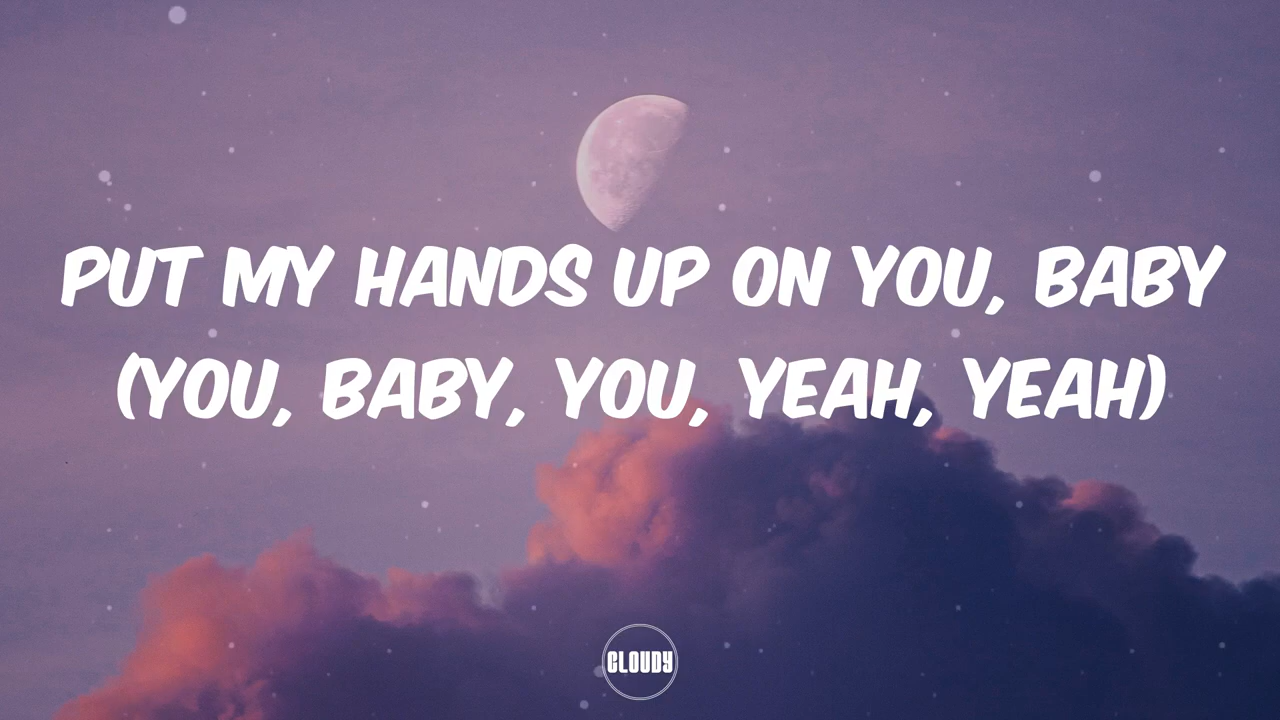 PUT MY HANDS UP ON YOU, BABY
(YOU, BABY, YOU, YEAH, YEAH)
CLOUDY